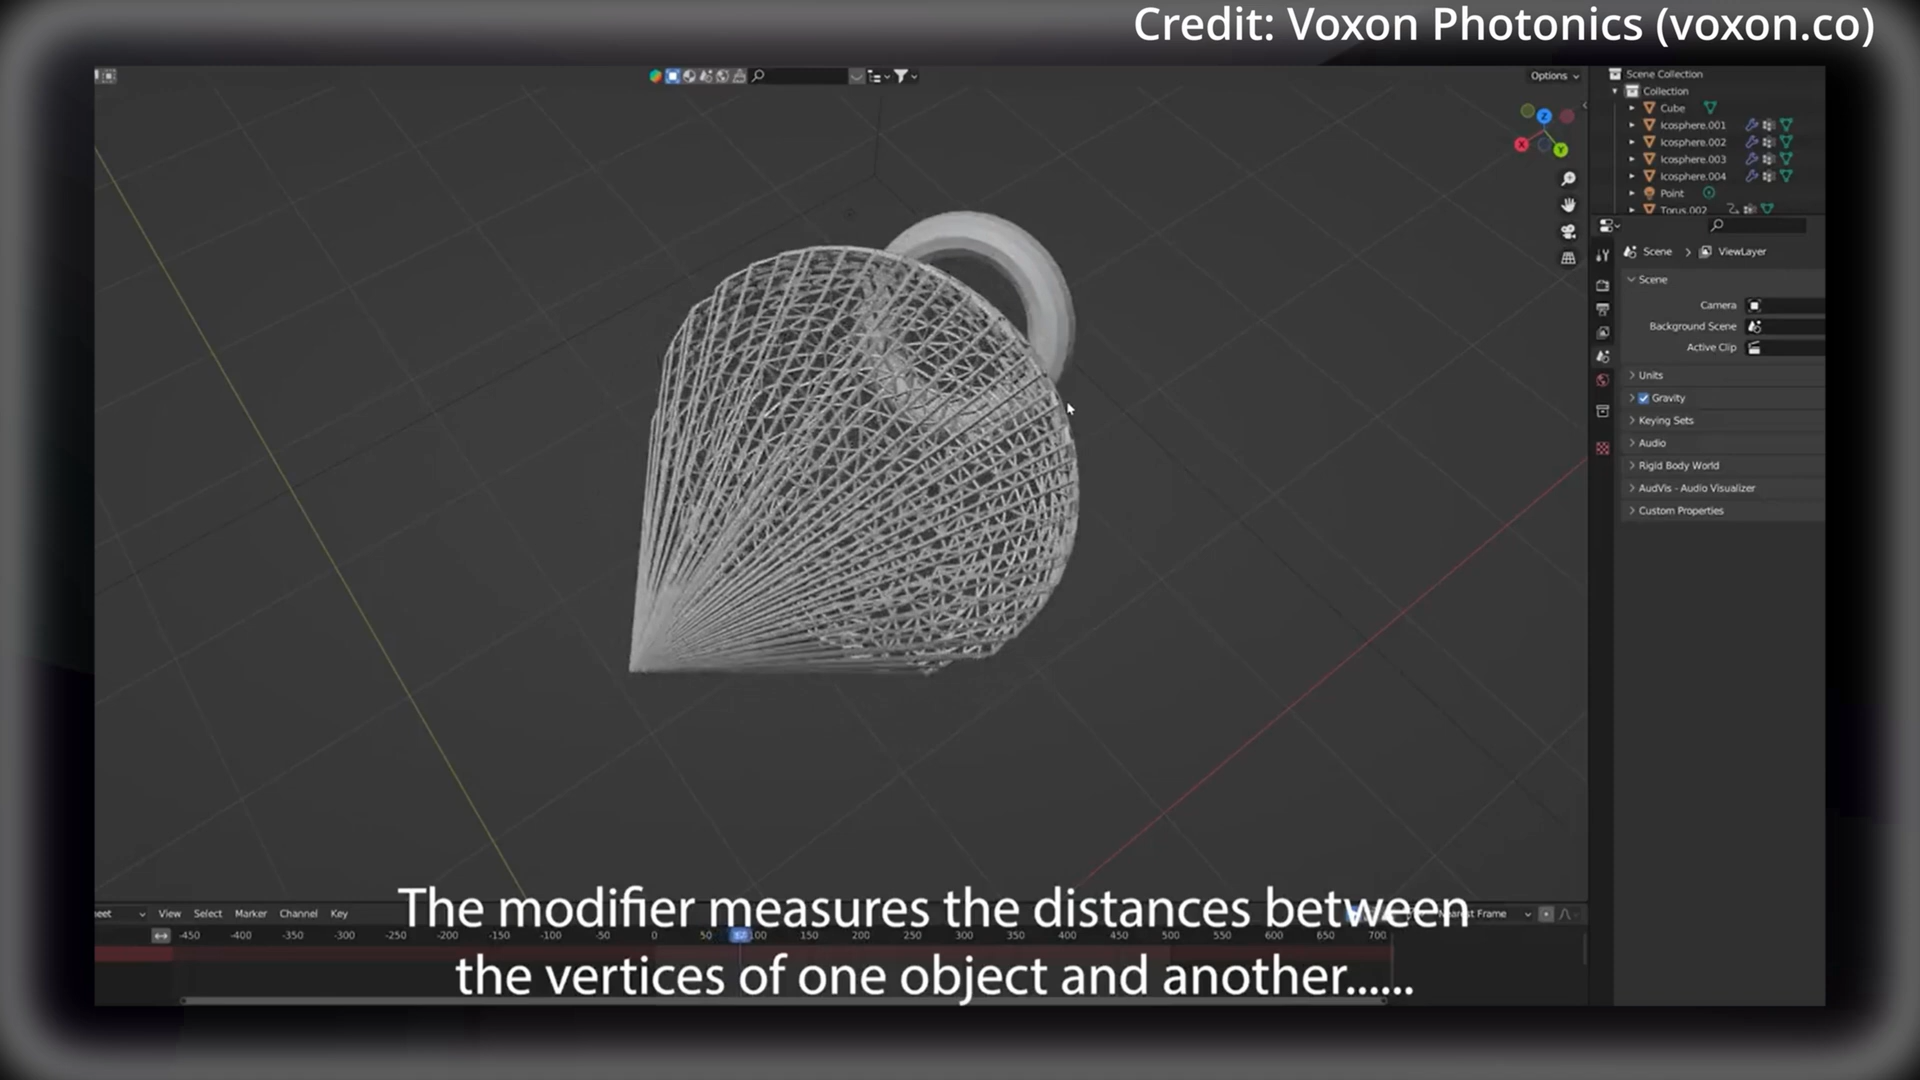 Credit: Voxon Photonics (voxon.co)
Options
Scene Collection
Collection
Cube
Icosphere.001
Icosphere.002
Icosphere.003
Icosphere.004
Point
Torus.002
Z
X
Y
Scene > ViewLayer
Scene
Camera
Background Scene
Active Clip
Units
Gravity
Keying Sets
Audio
Rigid Body World
AudVis - Audio Visualizer
Custom Properties
View Select Marker Channel Key
Nearest Frame
-450 -400 -350 -300 -250 -200 -150 -100 -50 0 50 100 150 200 250 300 350 400 450 500 550 600 650 700
The modifier measures the distances between
the vertices of one object and another......